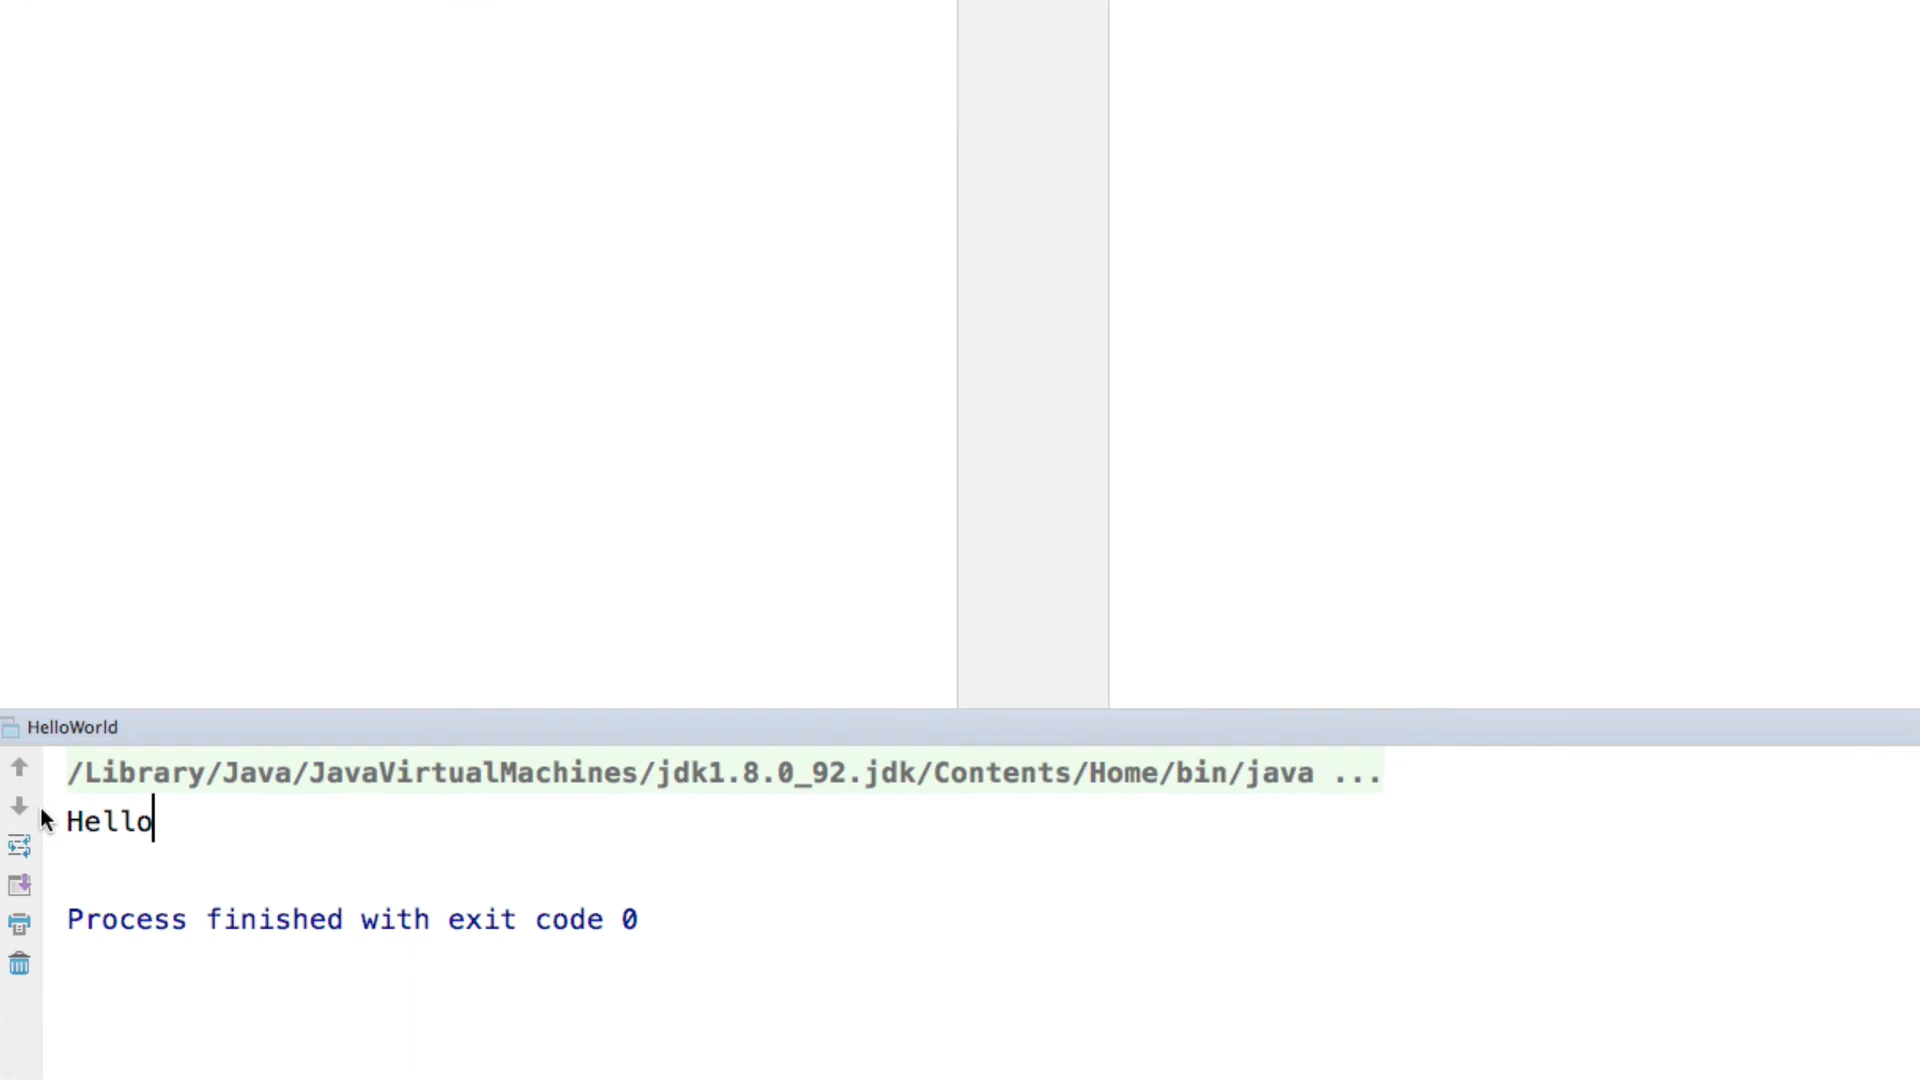 HelloWorld
/Library/Java/JavaVirtualMachines/jdk1.8.0_92.jdk/Contents/Home/bin/java ...
Hello
Process finished with exit code 0